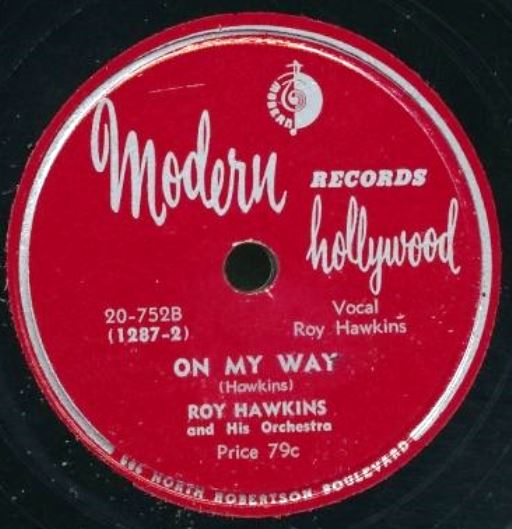 MODERN
Modern RECORDS
hollywood
20-752B
(1287-2)
Vocal
Roy Hawkins
ON MY WAY
(Hawkins)
ROY HAWKINS
and His Orchestra
Price 79c
NORTH ROBERTSON BOULEVARD